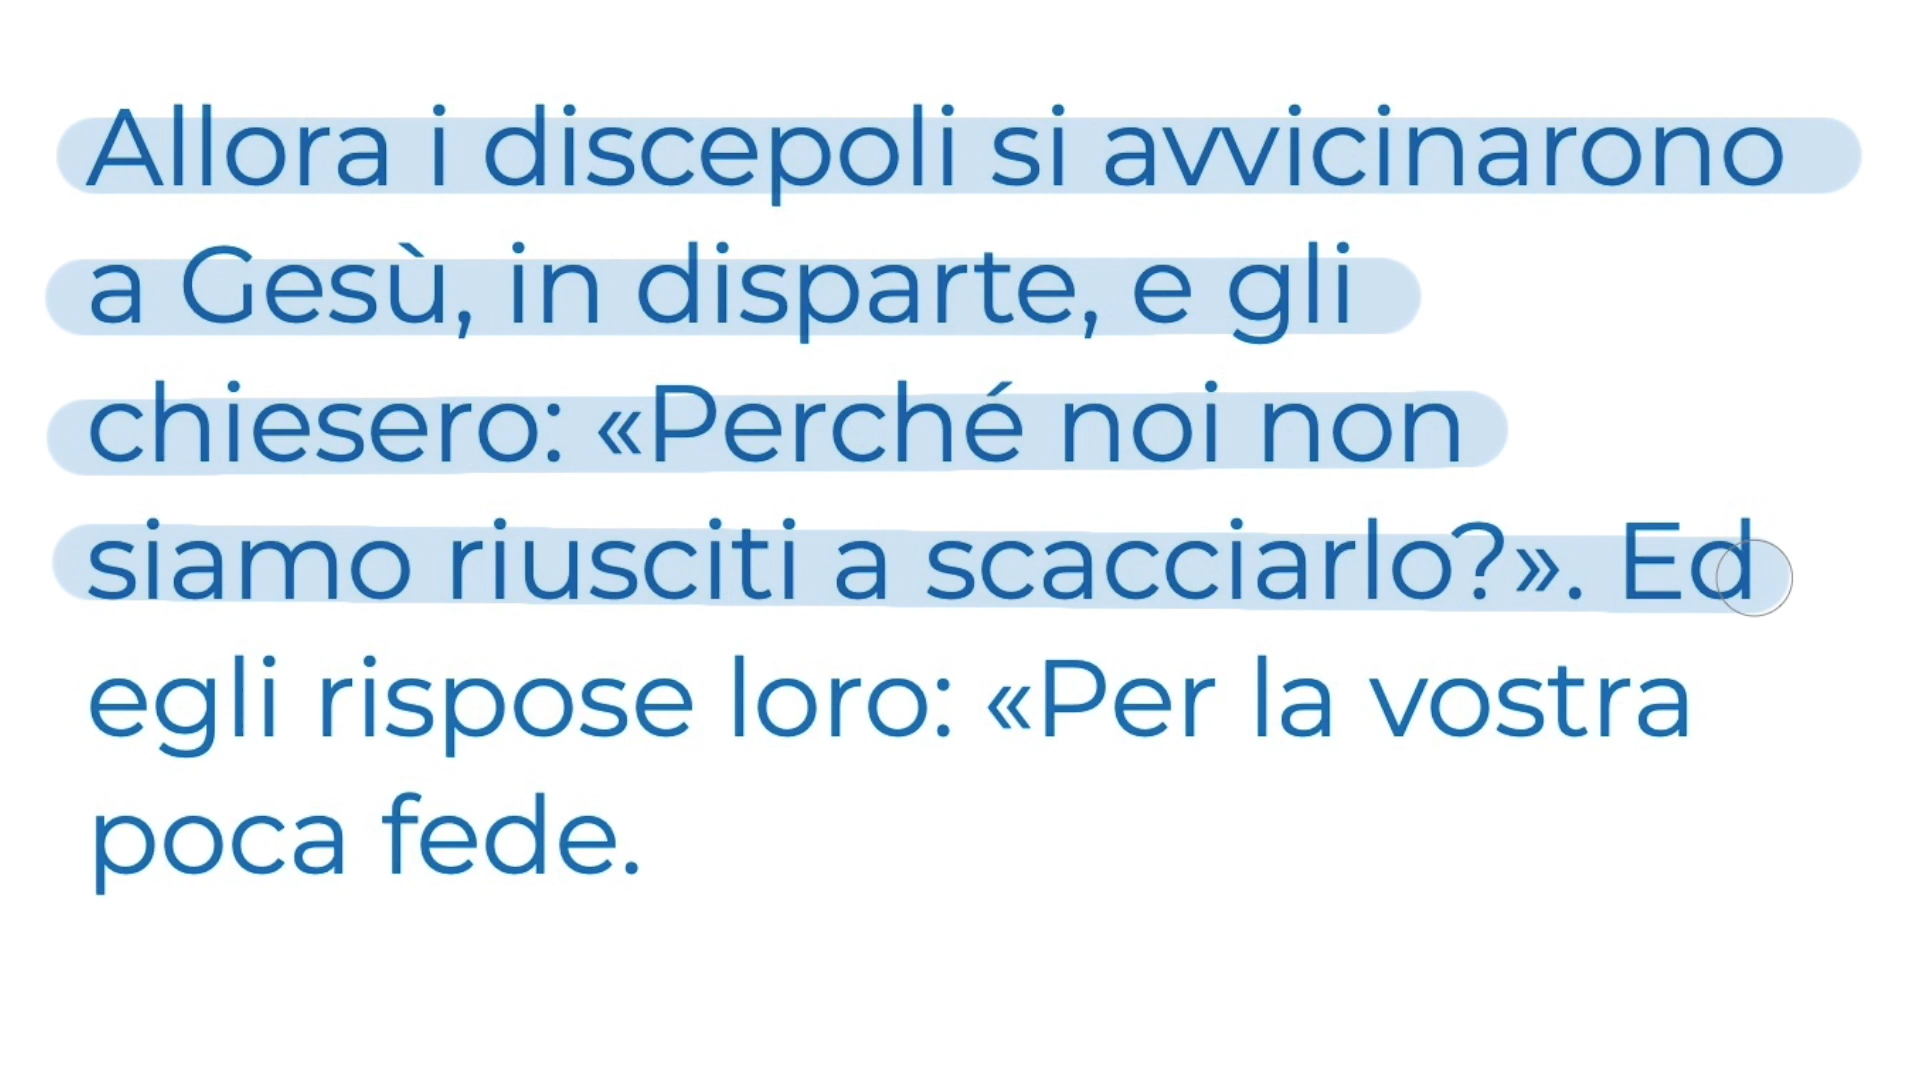 Allora i discepoli si avvicinarono
a Gesù, in disparte, e gli
chiesero: «Perché noi non
siamo riusciti a scacciarlo?». Ed
egli rispose loro: «Per la vostra
poca fede.